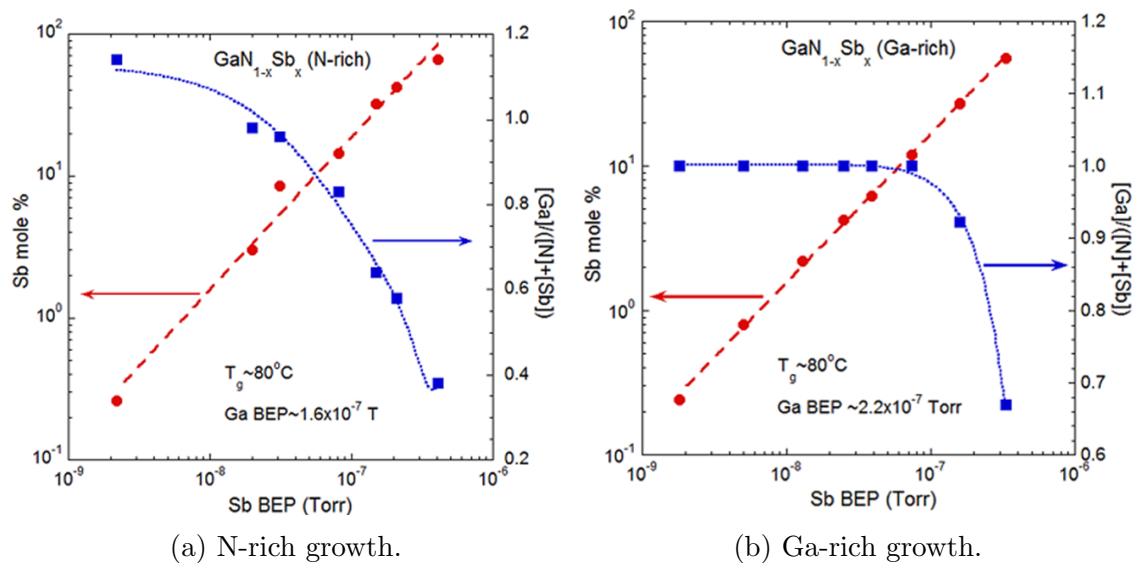 GaN1-xSbx (N-rich)
Sb mole %
10^2
10^1
10^0
10^-1
1.2
1.0
0.8
0.6
0.4
0.2
[Ga]/([N]+[Sb])
Tg~80°C
Ga BEP~1.6x10^-7 T
10^-9
10^-8
10^-7
10^-6
Sb BEP (Torr)
(a) N-rich growth.
GaN1-xSbx (Ga-rich)
Sb mole %
10^2
10^1
10^0
10^-1
1.2
1.1
1.0
0.9
0.8
0.7
0.6
[Ga]/([N]+[Sb])
Tg~80°C
Ga BEP ~2.2x10^-7 Torr
10^-9
10^-8
10^-7
10^-6
Sb BEP (Torr)
(b) Ga-rich growth.